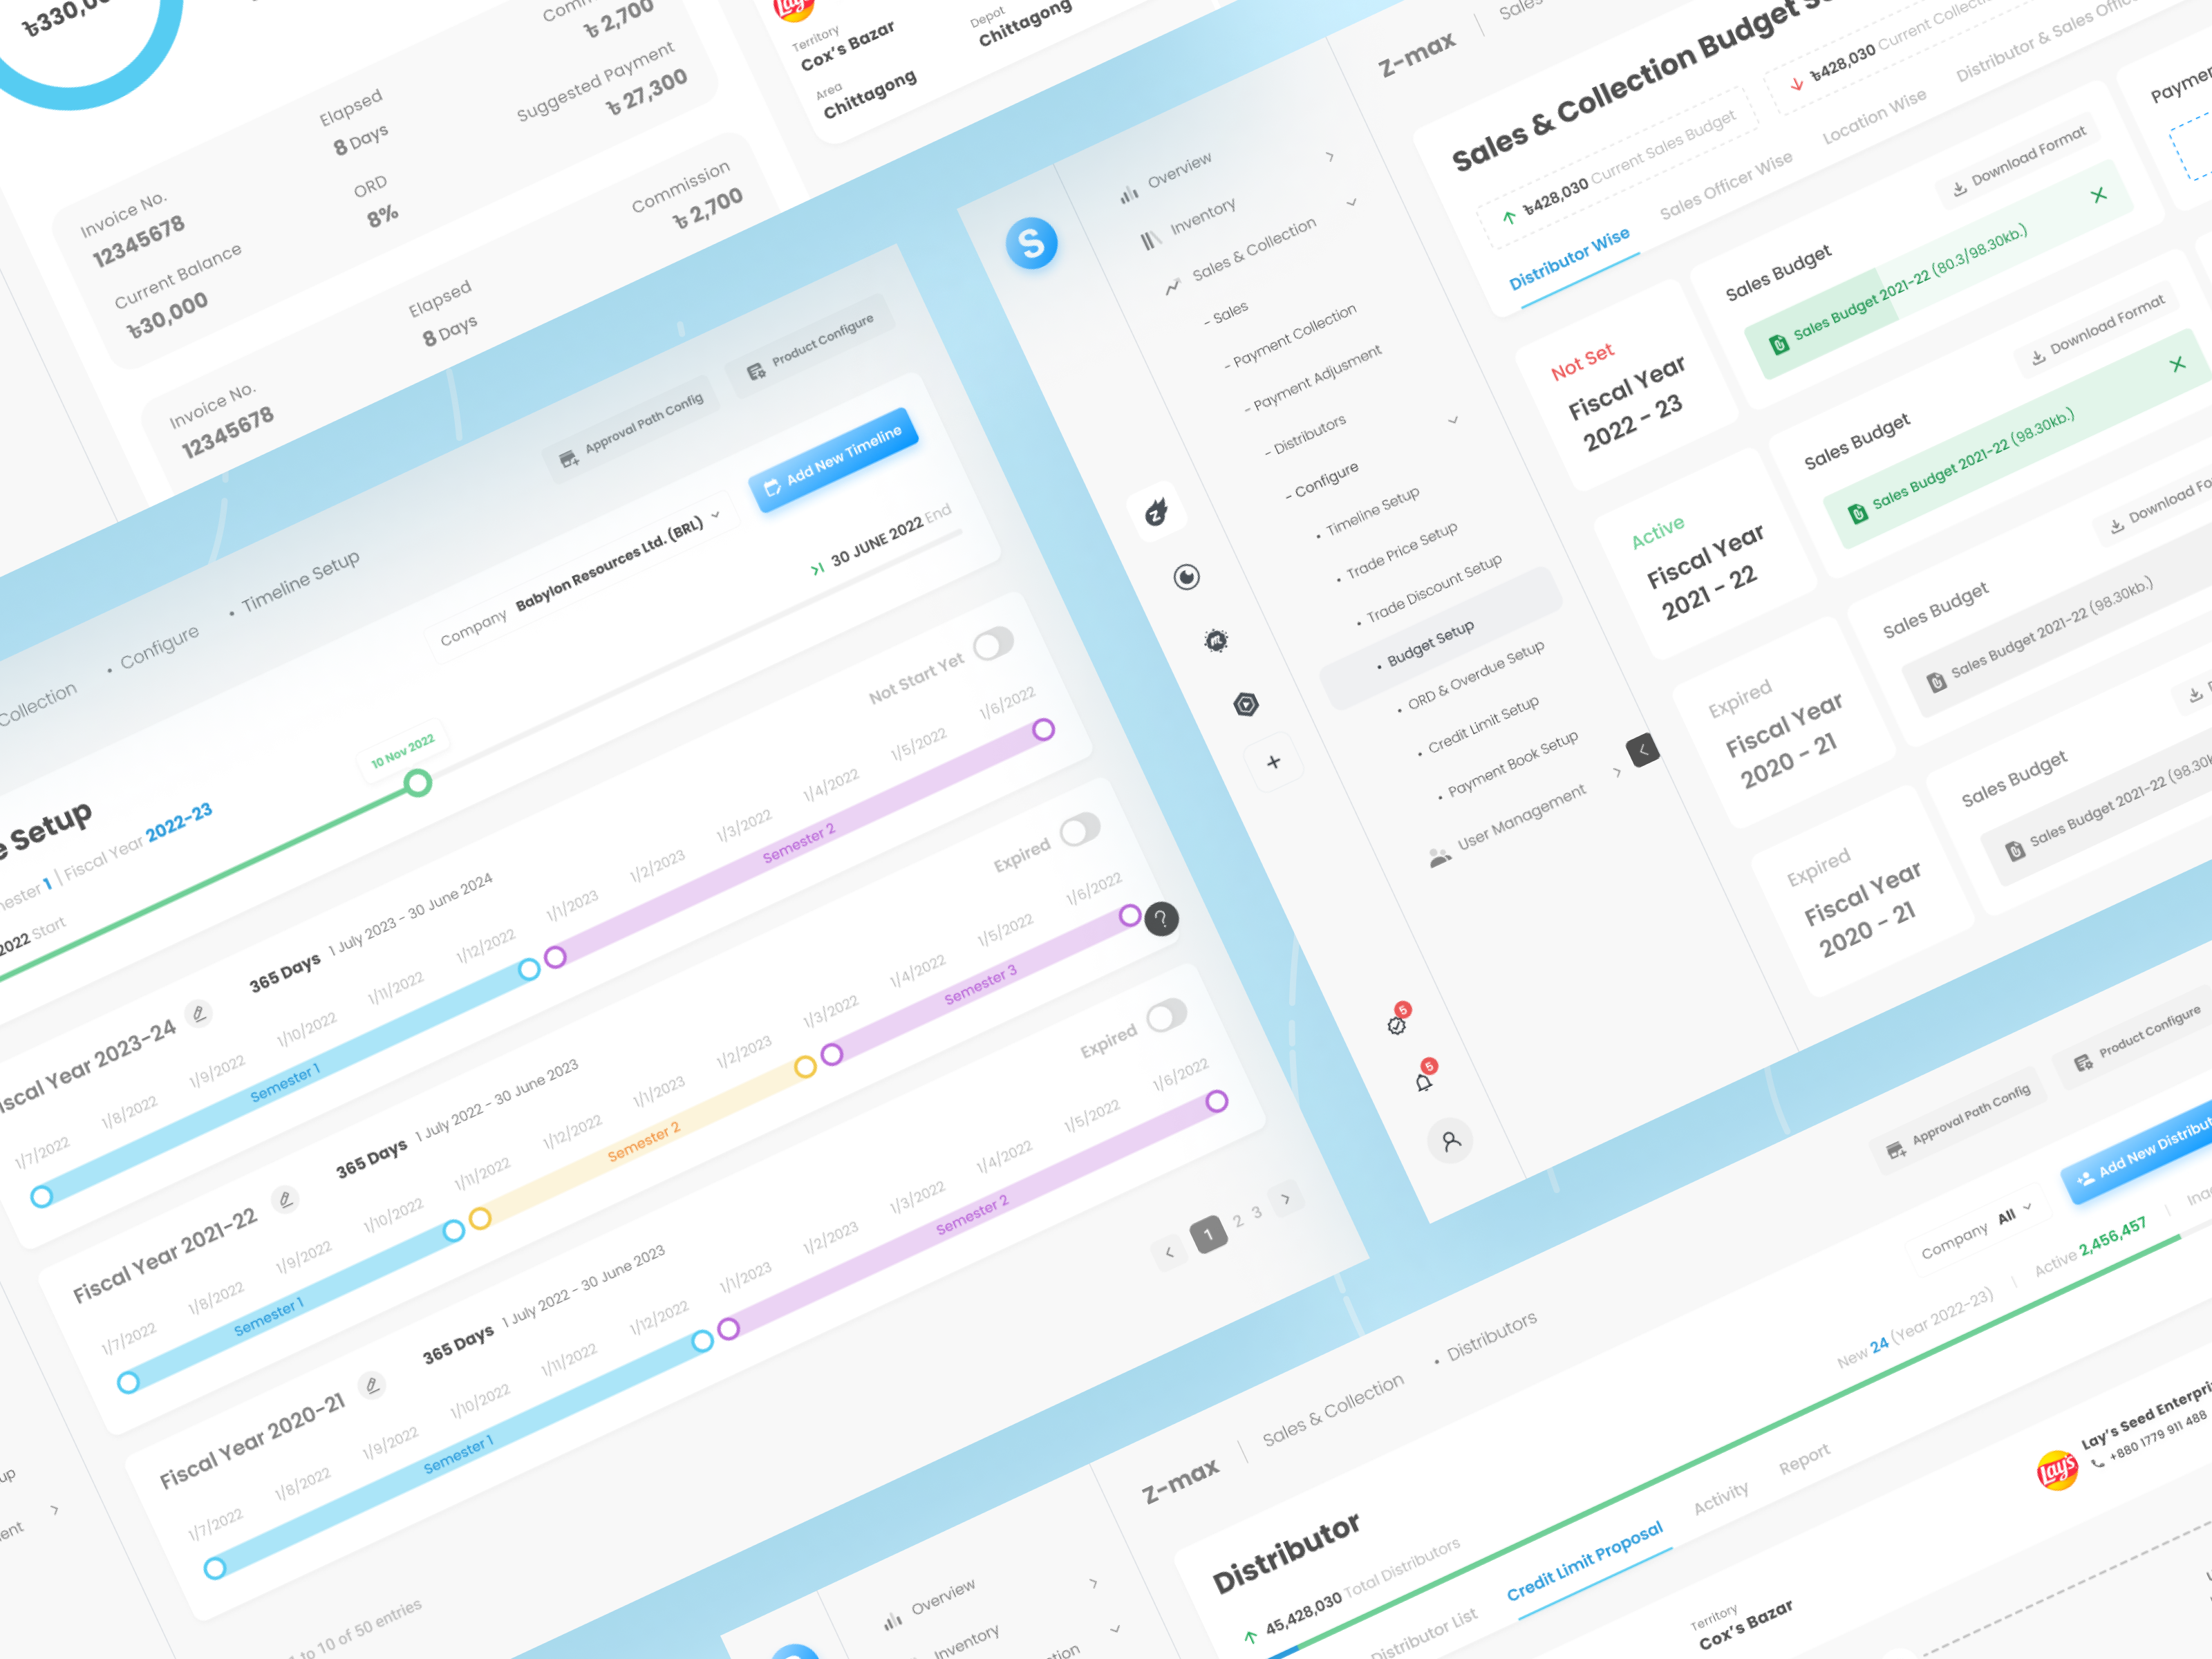 Elapsed
8 Days
৳ 2,700
Suggested Payment
৳ 27,300
Invoice No.
12345678
ORD
8%
Current Balance
৳30,000
Commission
৳ 2,700
Elapsed
8 Days
Invoice No.
12345678
Lay's
Territory
Cox's Bazar
Depot
Chittagong
Area
Chittagong
Approval Path Config
Product Configure
Collection
• Configure
• Timeline Setup
Company Babylon Resources Ltd. (BRL)
Add New Timeline
Setup
1 | Fiscal Year 2022-23
2022 Start
10 Nov 2022
30 JUNE 2022 End
Fiscal Year 2023-24
365 Days 1 July 2023 - 30 June 2024
Not Start Yet
1/7/2022 1/8/2022 1/9/2022 1/10/2022 1/11/2022 1/12/2022 1/1/2023 1/2/2023 1/3/2022 1/4/2022 1/5/2022 1/6/2022
Semester 1
Semester 2
Fiscal Year 2021-22
365 Days 1 July 2022 - 30 June 2023
Expired
1/7/2022 1/8/2022 1/9/2022 1/10/2022 1/11/2022 1/12/2022 1/1/2023 1/2/2023 1/3/2022 1/4/2022 1/5/2022 1/6/2022
Semester 1
Semester 2
Semester 3
?
Fiscal Year 2020-21
365 Days 1 July 2022 - 30 June 2023
Expired
1/7/2022 1/8/2022 1/9/2022 1/10/2022 1/11/2022 1/12/2022 1/1/2023 1/2/2023 1/3/2022 1/4/2022 1/5/2022 1/6/2022
Semester 1
Semester 2
to 10 of 50 entries
1 2 3
S
Overview
Inventory
Sales & Collection
- Sales
- Payment Collection
- Payment Adjusment
- Distributors
- Configure
• Timeline Setup
• Trade Price Setup
• Trade Discount Setup
• Budget Setup
• ORD & Overdue Setup
• Credit Limit Setup
• Payment Book Setup
User Management
5
5
z-max
Sales & Collection Budget
৳428,030 Current Sales Budget
৳428,030 Current
Distributor Wise
Sales Officer Wise
Location Wise
Distributor & Sales
Not Set
Fiscal Year
2022 - 23
Sales Budget
Download Format
Sales Budget 2021-22 (80.3/98.30kb.)
Active
Fiscal Year
2021 - 22
Sales Budget
Download Format
Sales Budget 2021-22 (98.30kb.)
Expired
Fiscal Year
2020 - 21
Sales Budget
Download
Sales Budget 2021-22 (98.30kb.)
Expired
Fiscal Year
2020 - 21
Sales Budget
Sales Budget 2021-22
Approval Path Config
Product Configure
z-max
Sales & Collection
• Distributors
Company All
Add New
Distributor
45,428,030 Total Distributors
New 24 (Year 2022-23)
Active 2,456,457
Distributor List
Credit Limit Proposal
Activity
Report
Lay's
Lay's Seed
+880 1779 911 488
Territory
Cox's Bazar
Overview
Inventory